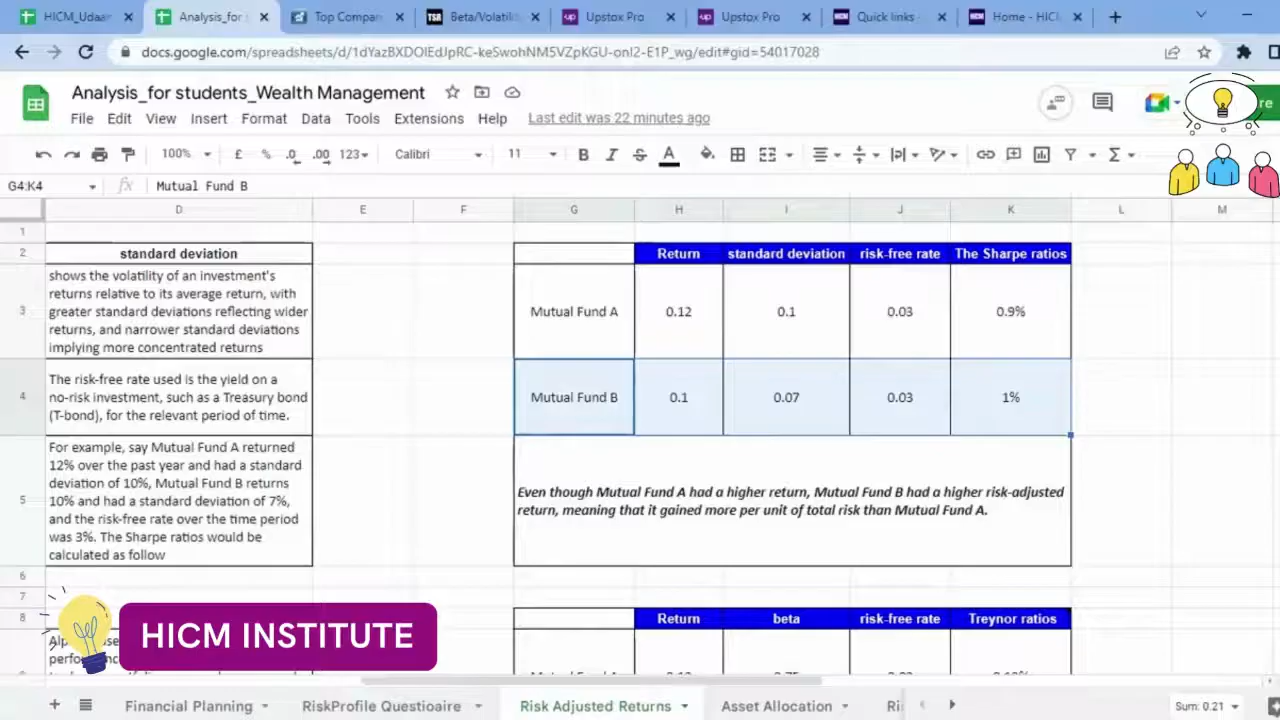 HICM_Udaar
Analysis_for
Top Compan
TSR
Beta/Volatili
up
Upstox Pro
up
Upstox Pro
HICM
Quick links -
HICM
Home - HICI
docs.google.com/spreadsheets/d/1dYazBXDOlEdJpRC-keSwohNM5VZpKGU-onI2-E1P_wg/edit#gid=54017028
Analysis_for students_Wealth Management
File Edit View Insert Format Data Tools Extensions Help Last edit was 22 minutes ago
100% £ % .0 .00 123 Calibri 11 B I S A Σ
G4:K4 fx Mutual Fund B
D E F G H I J K L M
1
2
standard deviation
Return standard deviation risk-free rate The Sharpe ratios
3
shows the volatility of an investment's
returns relative to its average return, with
greater standard deviations reflecting wider
returns, and narrower standard deviations
implying more concentrated returns
Mutual Fund A 0.12 0.1 0.03 0.9%
4
The risk-free rate used is the yield on a
no-risk investment, such as a Treasury bond
(T-bond), for the relevant period of time.
Mutual Fund B 0.1 0.07 0.03 1%
5
For example, say Mutual Fund A returned
12% over the past year and had a standard
deviation of 10%, Mutual Fund B returns
10% and had a standard deviation of 7%,
and the risk-free rate over the time period
was 3%. The Sharpe ratios would be
calculated as follow
Even though Mutual Fund A had a higher return, Mutual Fund B had a higher risk-adjusted
return, meaning that it gained more per unit of total risk than Mutual Fund A.
6
7
8
Return beta risk-free rate Treynor ratios
HICM INSTITUTE
Financial Planning RiskProfile Questioaire Risk Adjusted Returns Asset Allocation
Sum: 0.21